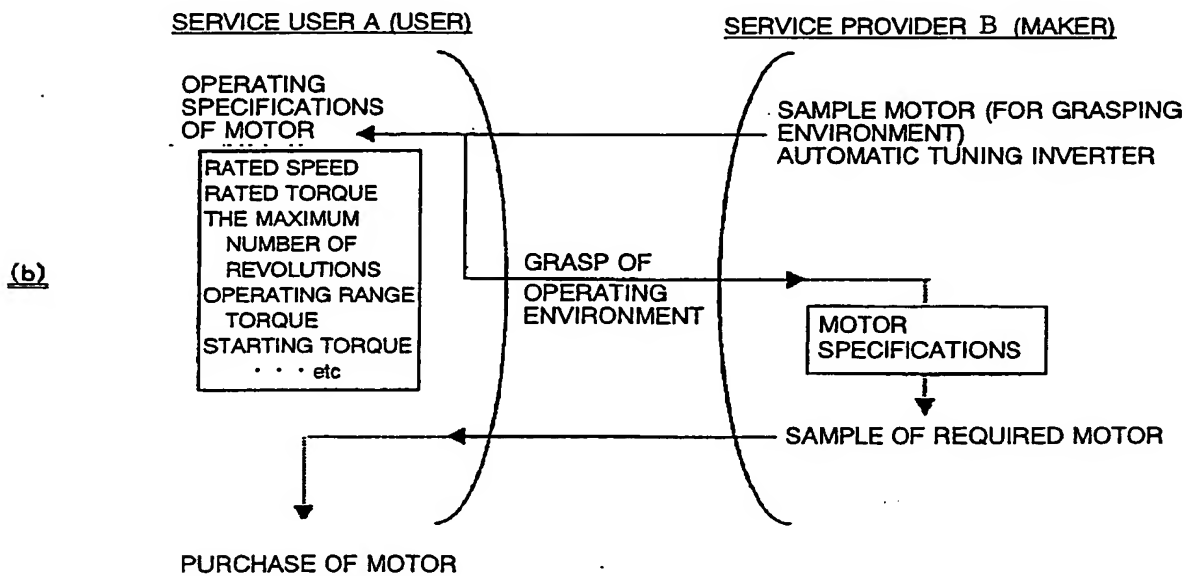 SERVICE USER A (USER)
SERVICE PROVIDER B (MAKER)
OPERATING
SPECIFICATIONS
OF MOTOR
RATED SPEED
RATED TORQUE
THE MAXIMUM
NUMBER OF
REVOLUTIONS
OPERATING RANGE
TORQUE
STARTING TORQUE
· · · etc
SAMPLE MOTOR (FOR GRASPING
ENVIRONMENT)
AUTOMATIC TUNING INVERTER
(b)
GRASP OF
OPERATING
ENVIRONMENT
MOTOR
SPECIFICATIONS
SAMPLE OF REQUIRED MOTOR
PURCHASE OF MOTOR